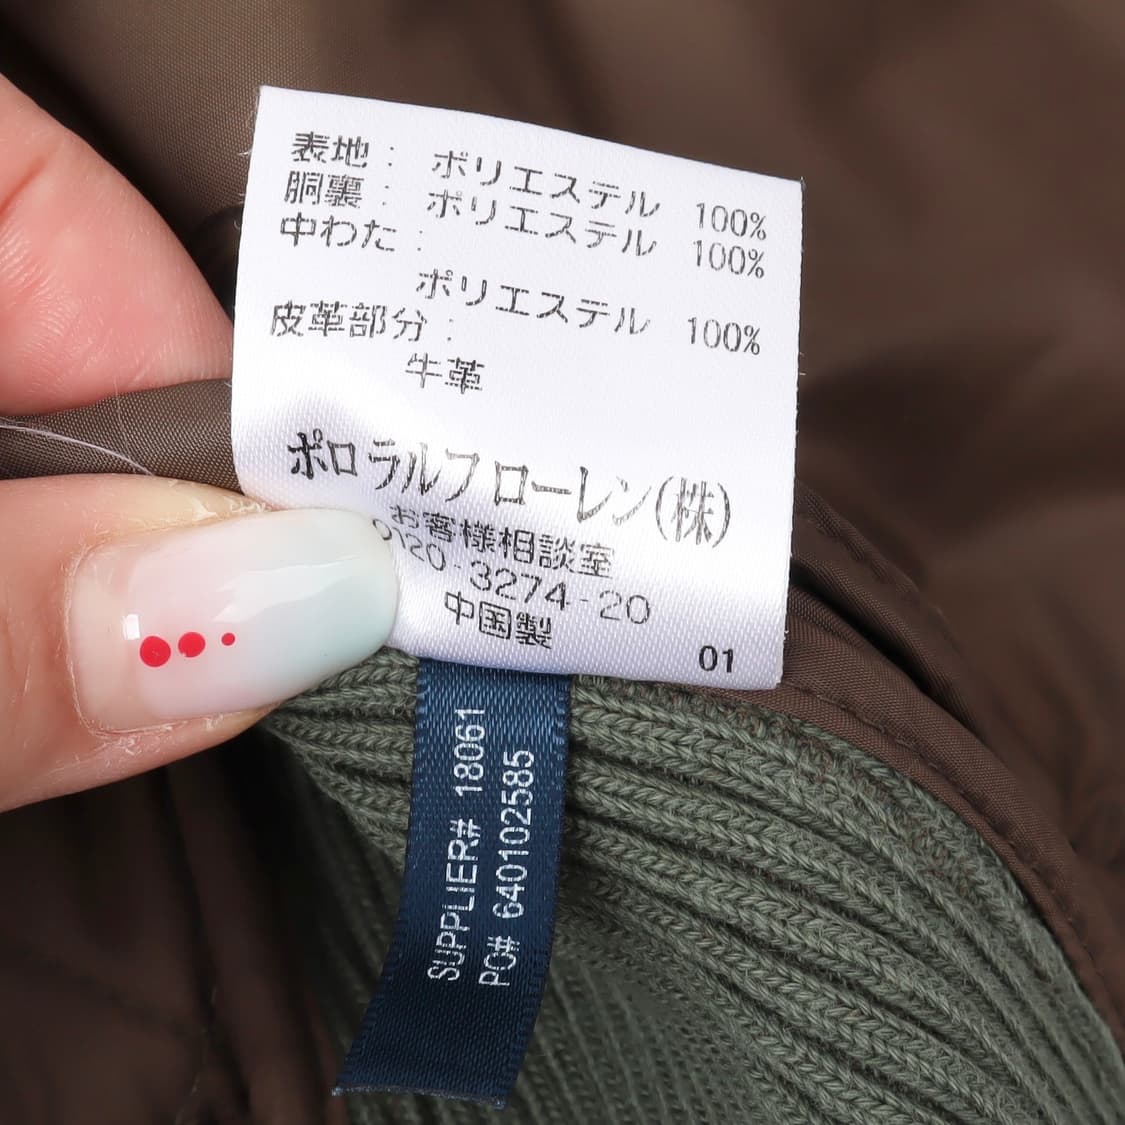 表地： ポリエステル 100%
胴裏： ポリエステル 100%
中わた：
ポリエステル 100%
皮革部分：
牛革
ポロ ラルフ ローレン(株)
お客様相談室
0120-3274-20
中国製
01
SUPPLIER# 18061
PO# 640102585